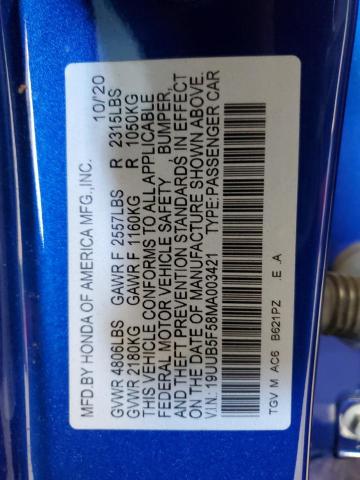 MFD.BY HONDA OF AMERICA MFG.,INC. 10/20
GVWR 4806LBS GAWR F 2557LBS R 2315LBS
GVWR 2180KG GAWR F 1160KG R 1050KG
THIS VEHICLE CONFORMS TO ALL APPLICABLE
FEDERAL MOTOR VEHICLE SAFETY , BUMPER,
AND THEFT PREVENTION STANDARDS IN EFFECT
ON THE DATE OF MANUFACTURE SHOWN ABOVE.
V.I.N.: 19UUB5F58MA003421 TYPE:PASSENGER CAR
TGV M AC6 B621PZ .E .A